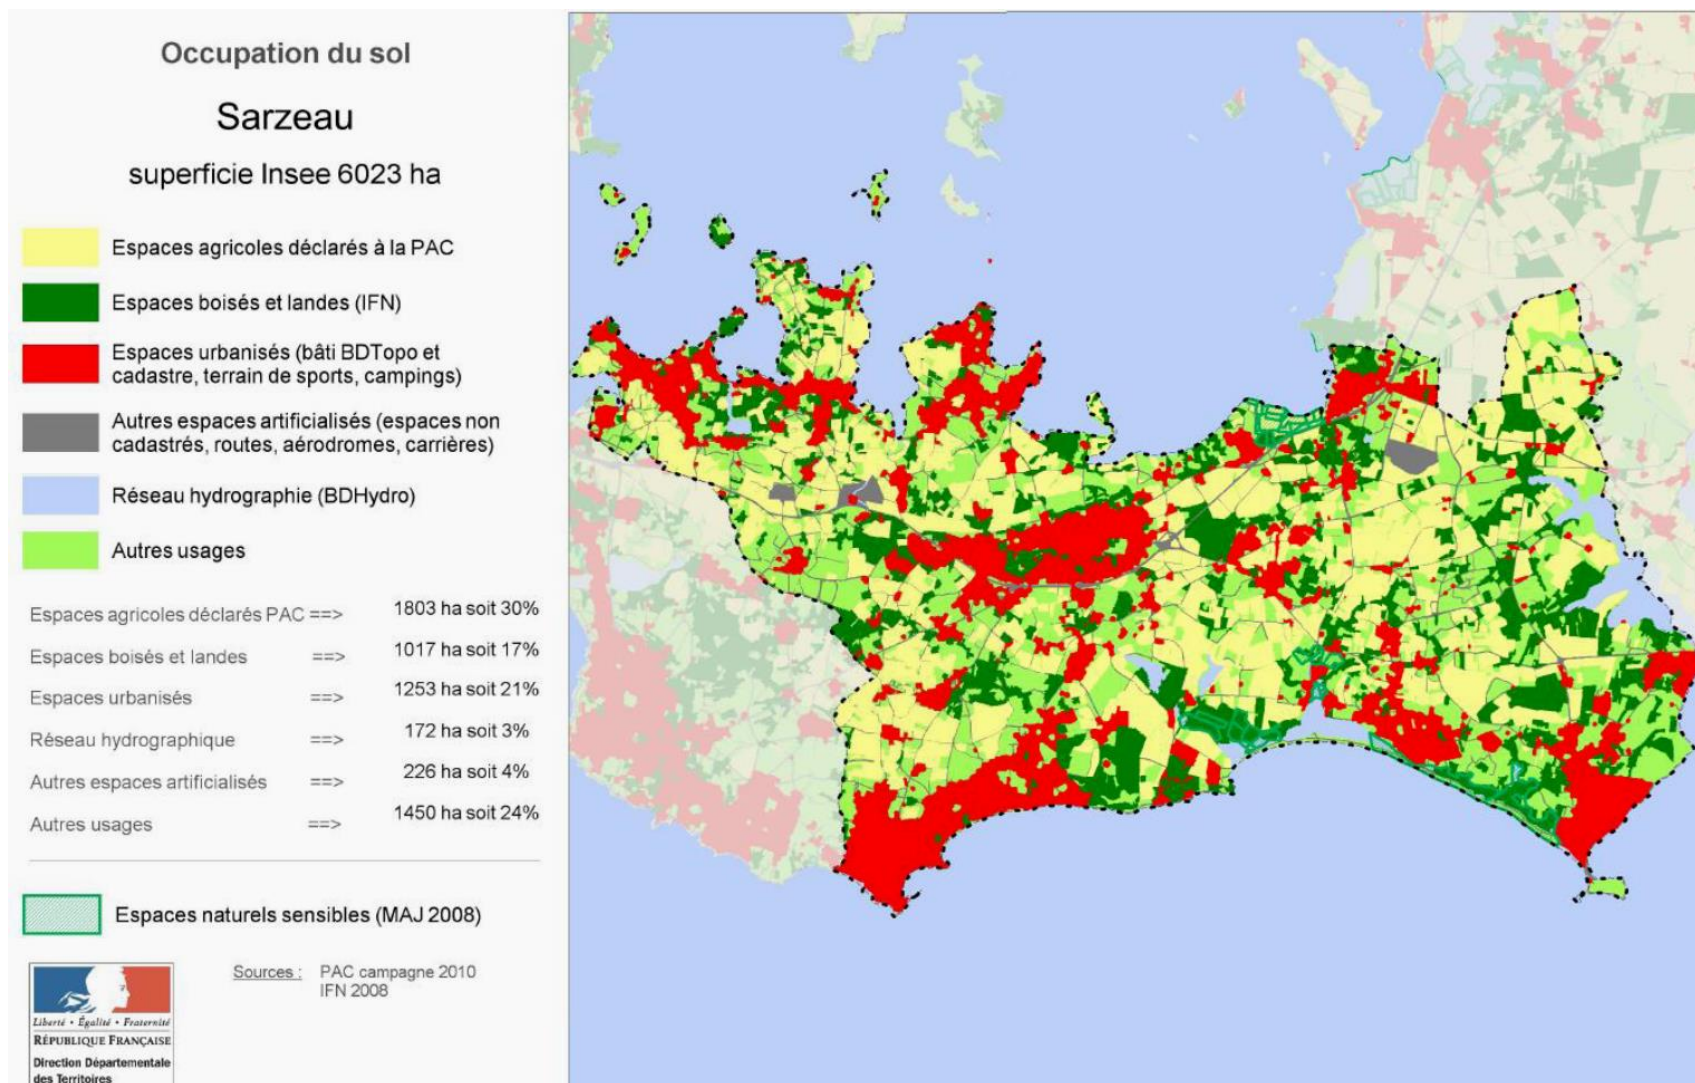 Occupation du sol
Sarzeau
superficie Insee 6023 ha
Espaces agricoles déclarés à la PAC
Espaces boisés et landes (IFN)
Espaces urbanisés (bâti BDTopo et
cadastre, terrain de sports, campings)
Autres espaces artificialisés (espaces non
cadastrés, routes, aérodromes, carrières)
Réseau hydrographie (BDHydro)
Autres usages
Espaces agricoles déclarés PAC ==> 1803 ha soit 30%
Espaces boisés et landes ==> 1017 ha soit 17%
Espaces urbanisés ==> 1253 ha soit 21%
Réseau hydrographique ==> 172 ha soit 3%
Autres espaces artificialisés ==> 226 ha soit 4%
Autres usages ==> 1450 ha soit 24%
Espaces naturels sensibles (MAJ 2008)
Sources : PAC campagne 2010
IFN 2008
Liberté • Égalité • Fraternité
RÉPUBLIQUE FRANÇAISE
Direction Départementale
des Territoires